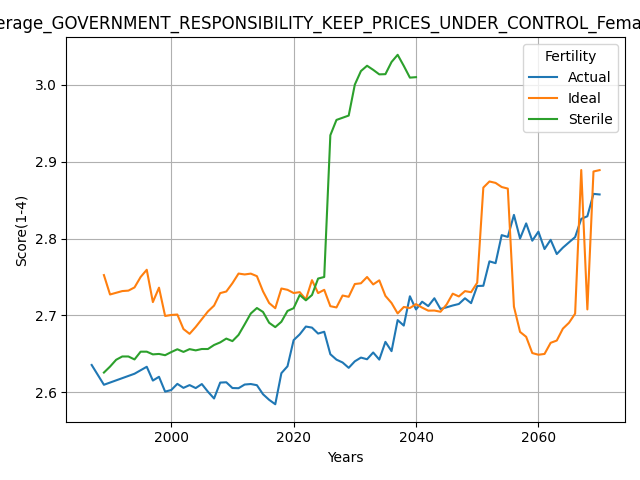 erage_GOVERNMENT_RESPONSIBILITY_KEEP_PRICES_UNDER_CONTROL_Fema
Fertility
Actual
Ideal
Sterile
Score(1-4)
3.0
2.9
2.8
2.7
2.6
2000
2020
2040
2060
Years